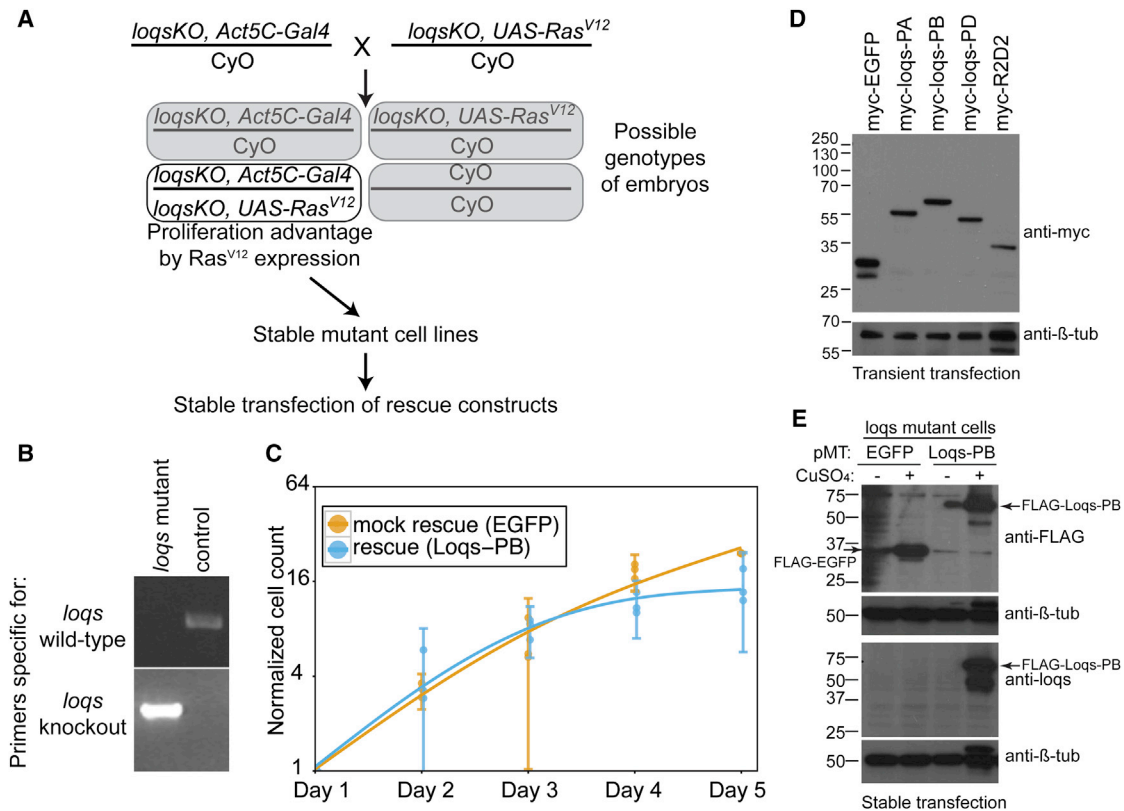 A
loqsKO, Act5C-Gal4
CyO
X
loqsKO, UAS-RasV12
CyO
loqsKO, Act5C-Gal4
CyO
loqsKO, UAS-RasV12
CyO
loqsKO, Act5C-Gal4
loqsKO, UAS-RasV12
CyO
CyO
Possible
genotypes
of embryos
Proliferation advantage
by RasV12 expression
Stable mutant cell lines
Stable transfection of rescue constructs
B
Primers specific for:
loqs mutant
control
loqs
wild-type
loqs
knockout
C
Normalized cell count
64
16
4
1
mock rescue (EGFP)
rescue (Loqs–PB)
Day 1
Day 2
Day 3
Day 4
Day 5
D
myc-EGFP
myc-loqs-PA
myc-loqs-PB
myc-loqs-PD
myc-R2D2
250
130
100
70
55
35
25
anti-myc
70
55
anti-ß-tub
Transient transfection
E
loqs mutant cells
pMT: EGFP Loqs-PB
CuSO4: - + - +
75
50
37
25
FLAG-Loqs-PB
anti-FLAG
FLAG-EGFP
50
anti-ß-tub
75
50
37
25
FLAG-Loqs-PB
anti-loqs
50
anti-ß-tub
Stable transfection